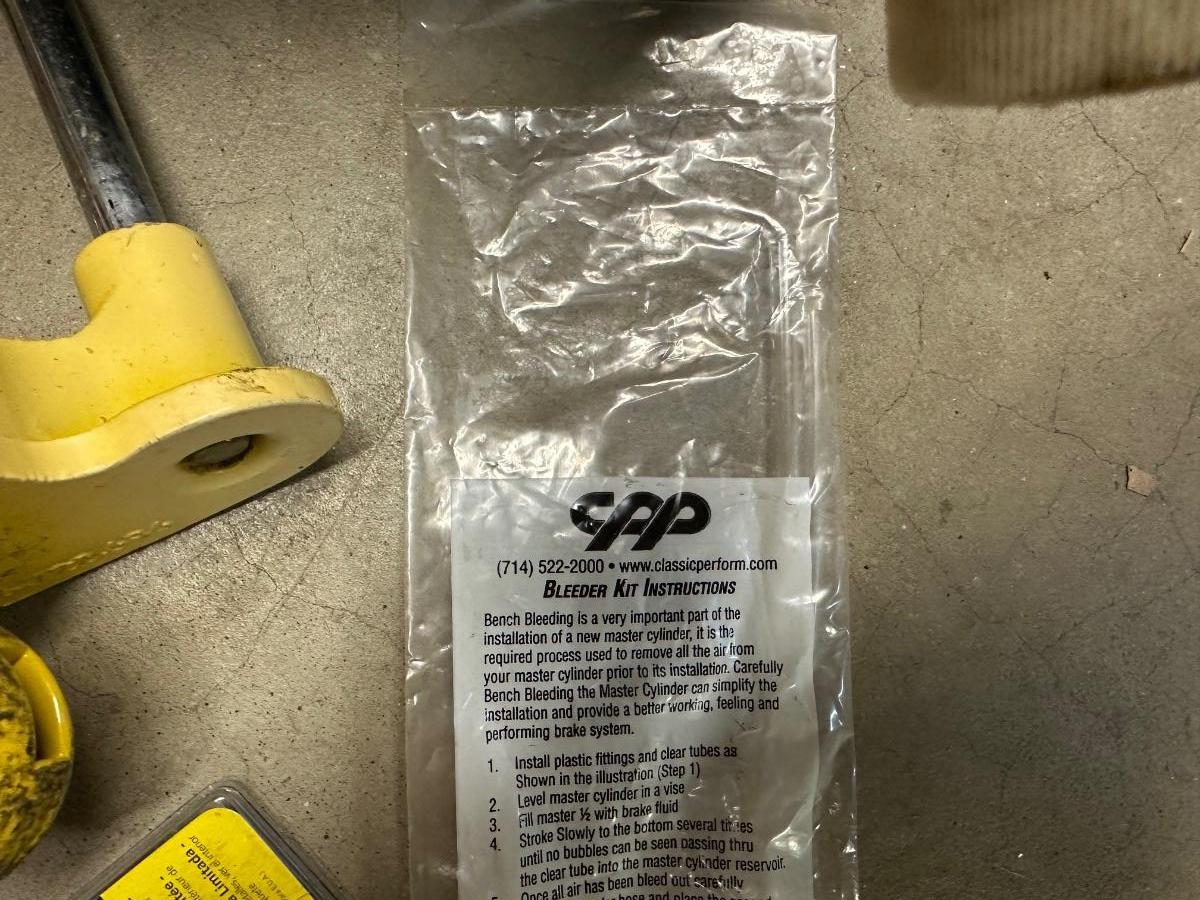 CPP
(714) 522-2000 • www.classicperform.com
BLEEDER KIT INSTRUCTIONS
Bench Bleeding is a very important part of the
installation of a new master cylinder, it is the
required process used to remove all the air from
your master cylinder prior to its installation. Carefully
Bench Bleeding the Master Cylinder can simplify the
installation and provide a better working, feeling and
performing brake system.
1. Install plastic fittings and clear tubes as
Shown in the illustration (Step 1)
2. Level master cylinder in a vise
3. Fill master ½ with brake fluid
4. Stroke Slowly to the bottom several times
until no bubbles can be seen passing thru
the clear tube into the master cylinder reservoir.
Once all air has been bleed out carefully
hose and place the
Limitada